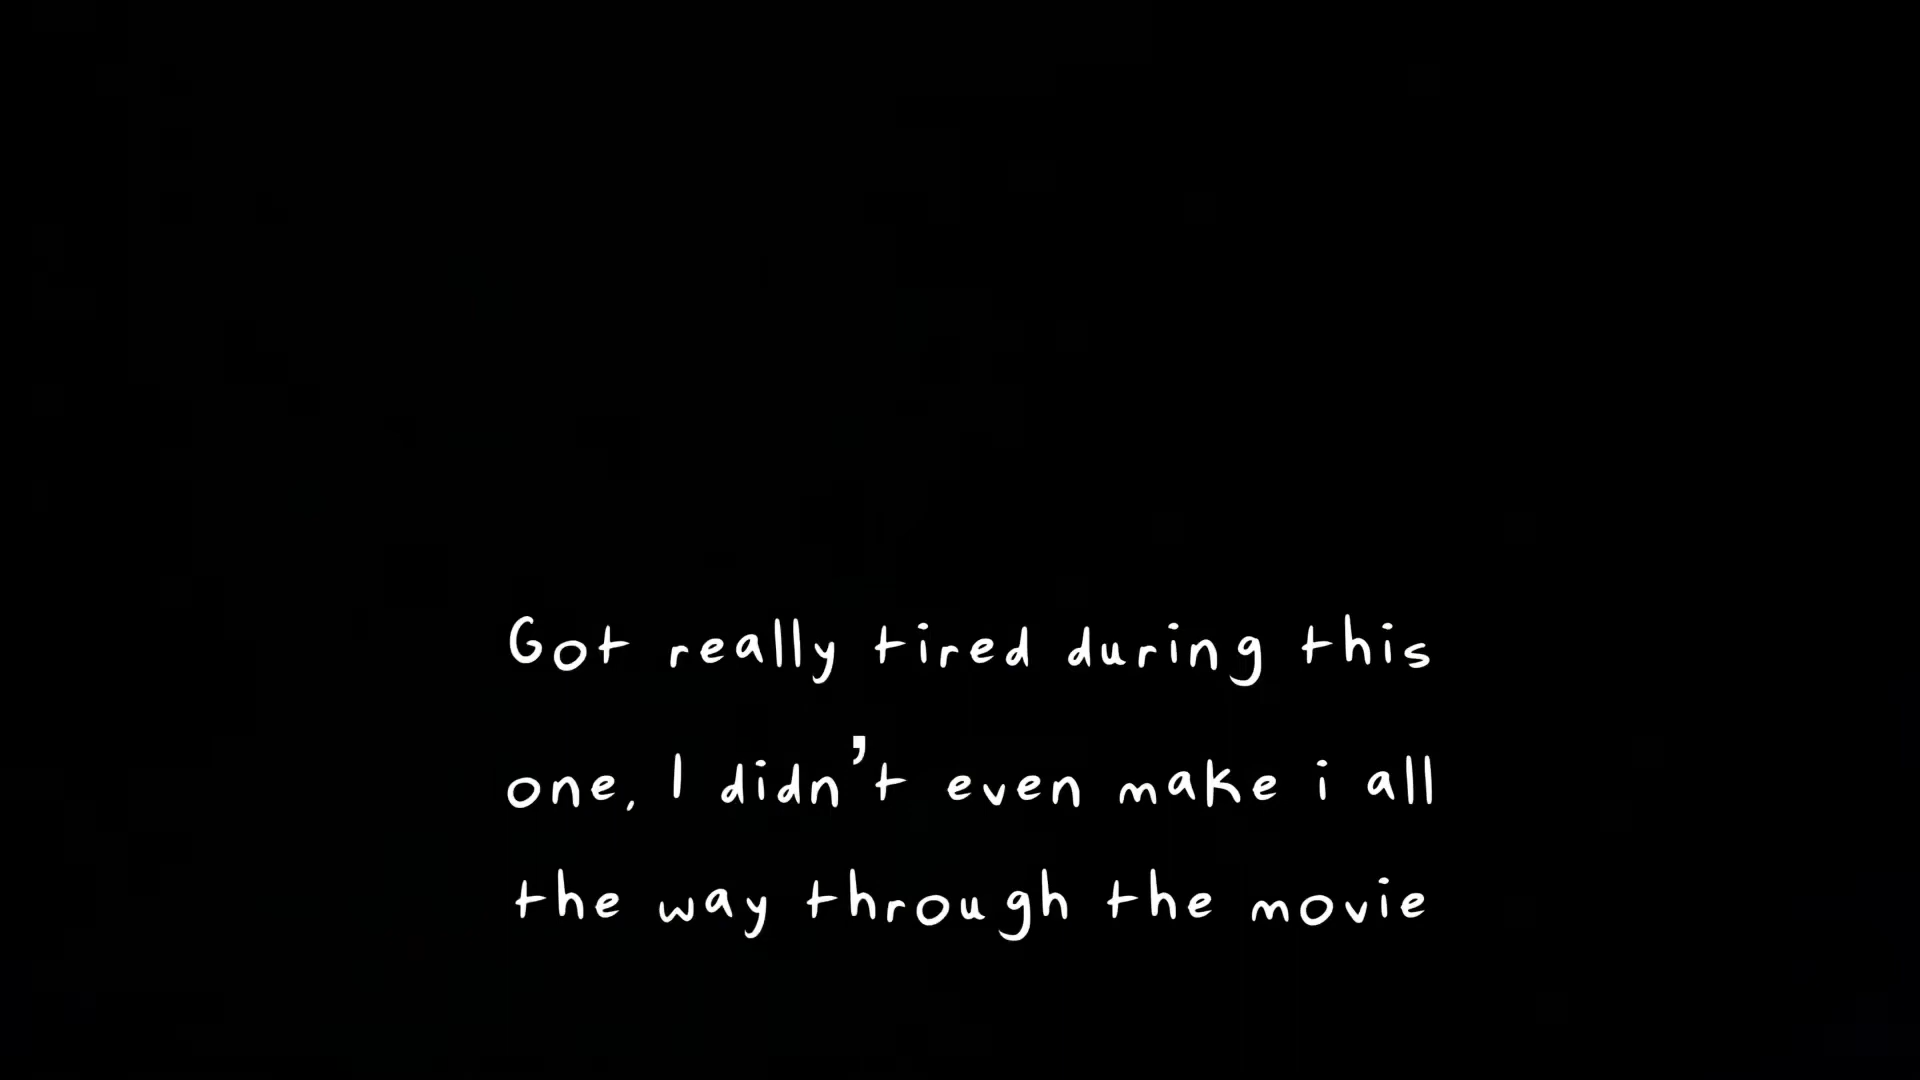 Got really tired during this
one, I didn't even make i all
the way through the movie